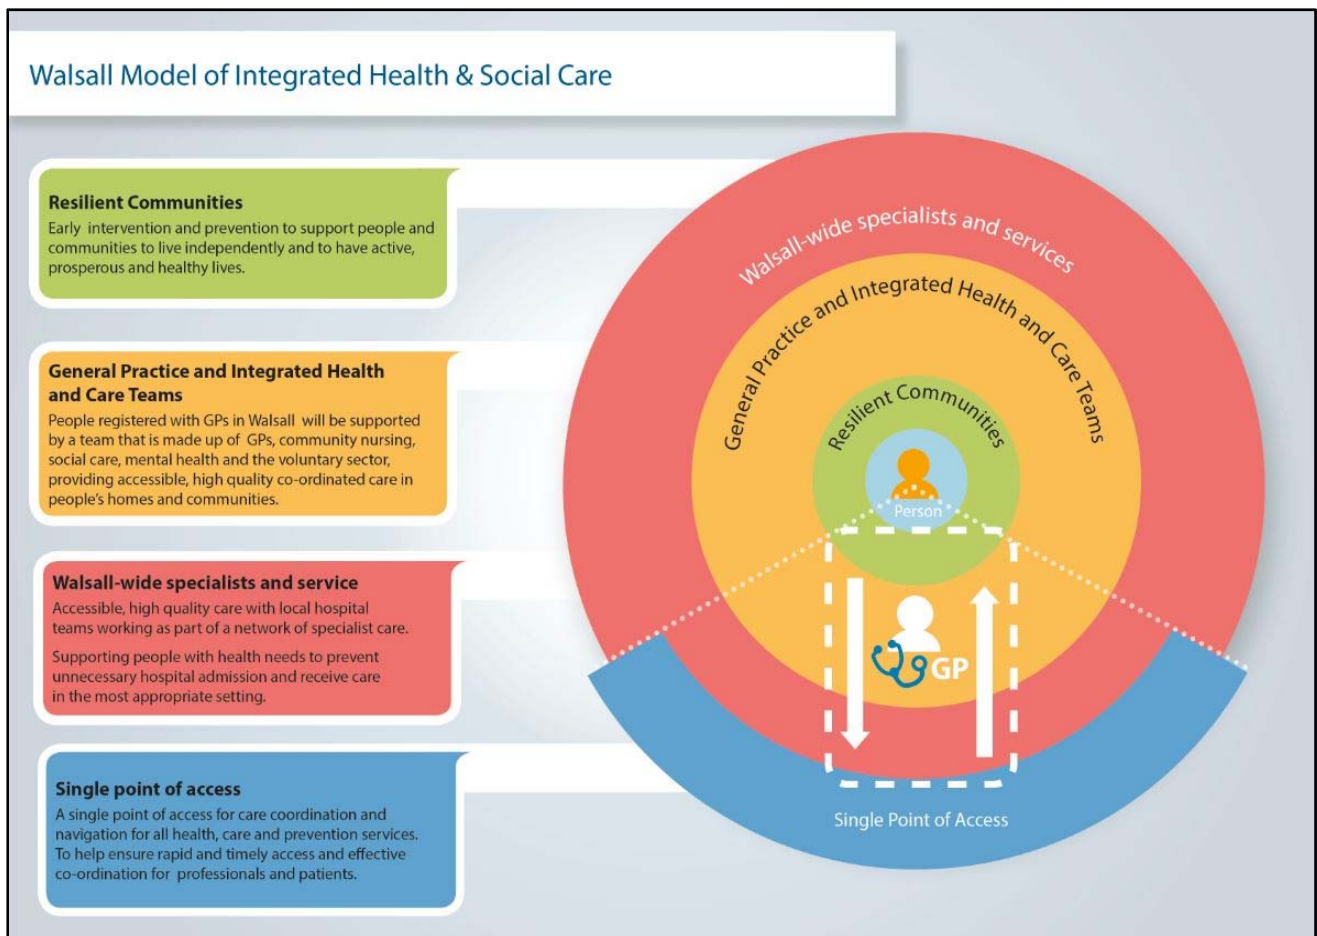 Walsall Model of Integrated Health & Social Care
Resilient Communities
Early intervention and prevention to support people and
communities to live independently and to have active,
prosperous and healthy lives.
General Practice and Integrated Health
and Care Teams
People registered with GPs in Walsall will be supported
by a team that is made up of GPs, community nursing,
social care, mental health and the voluntary sector,
providing accessible, high quality co-ordinated care in
people's homes and communities.
Walsall-wide specialists and service
Accessible, high quality care with local hospital
teams working as part of a network of specialist care.
Supporting people with health needs to prevent
unnecessary hospital admission and receive care
in the most appropriate setting.
Single point of access
A single point of access for care coordination and
navigation for all health, care and prevention services.
To help ensure rapid and timely access and effective
co-ordination for professionals and patients.
Walsall-wide specialists and services
General Practice and Integrated Health and Care Teams
Resilient Communities
Person
GP
Single Point of Access